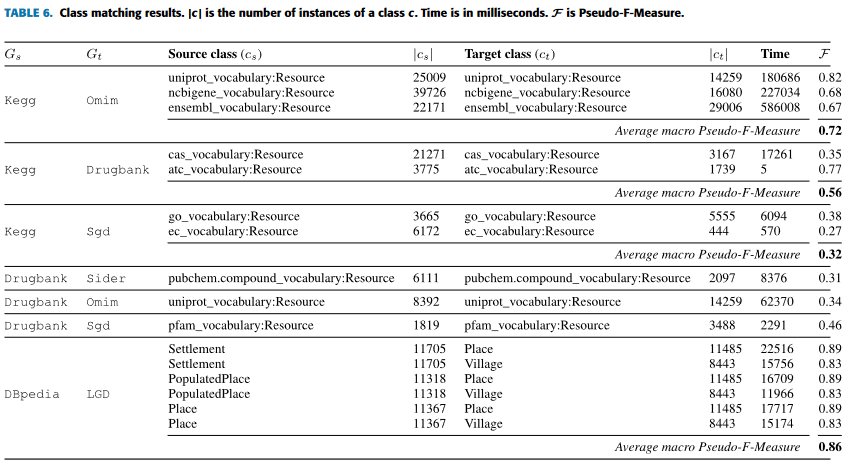 TABLE 6. Class matching results. |c| is the number of instances of a class c. Time is in milliseconds. ℱ is Pseudo-F-Measure.
G_s G_t Source class (c_s) |c_s| Target class (c_t) |c_t| Time ℱ
uniprot_vocabulary:Resource 25009 uniprot_vocabulary:Resource 14259 180686 0.82
Kegg Omim ncbigene_vocabulary:Resource 39726 ncbigene_vocabulary:Resource 16080 227034 0.68
ensembl_vocabulary:Resource 22171 ensembl_vocabulary:Resource 29006 586008 0.67
Average macro Pseudo-F-Measure 0.72
Kegg Drugbank cas_vocabulary:Resource 21271 cas_vocabulary:Resource 3167 17261 0.35
atc_vocabulary:Resource 3775 atc_vocabulary:Resource 1739 5 0.77
Average macro Pseudo-F-Measure 0.56
Kegg Sgd go_vocabulary:Resource 3665 go_vocabulary:Resource 5555 6094 0.38
ec_vocabulary:Resource 6172 ec_vocabulary:Resource 444 570 0.27
Average macro Pseudo-F-Measure 0.32
Drugbank Sider pubchem.compound_vocabulary:Resource 6111 pubchem.compound_vocabulary:Resource 2097 8376 0.31
Drugbank Omim uniprot_vocabulary:Resource 8392 uniprot_vocabulary:Resource 14259 62370 0.34
Drugbank Sgd pfam_vocabulary:Resource 1819 pfam_vocabulary:Resource 3488 2291 0.46
Settlement 11705 Place 11485 22516 0.89
Settlement 11705 Village 8443 15756 0.83
PopulatedPlace 11318 Place 11485 16709 0.89
DBpedia LGD PopulatedPlace 11318 Village 8443 11966 0.83
Place 11367 Place 11485 17717 0.89
Place 11367 Village 8443 15174 0.83
Average macro Pseudo-F-Measure 0.86